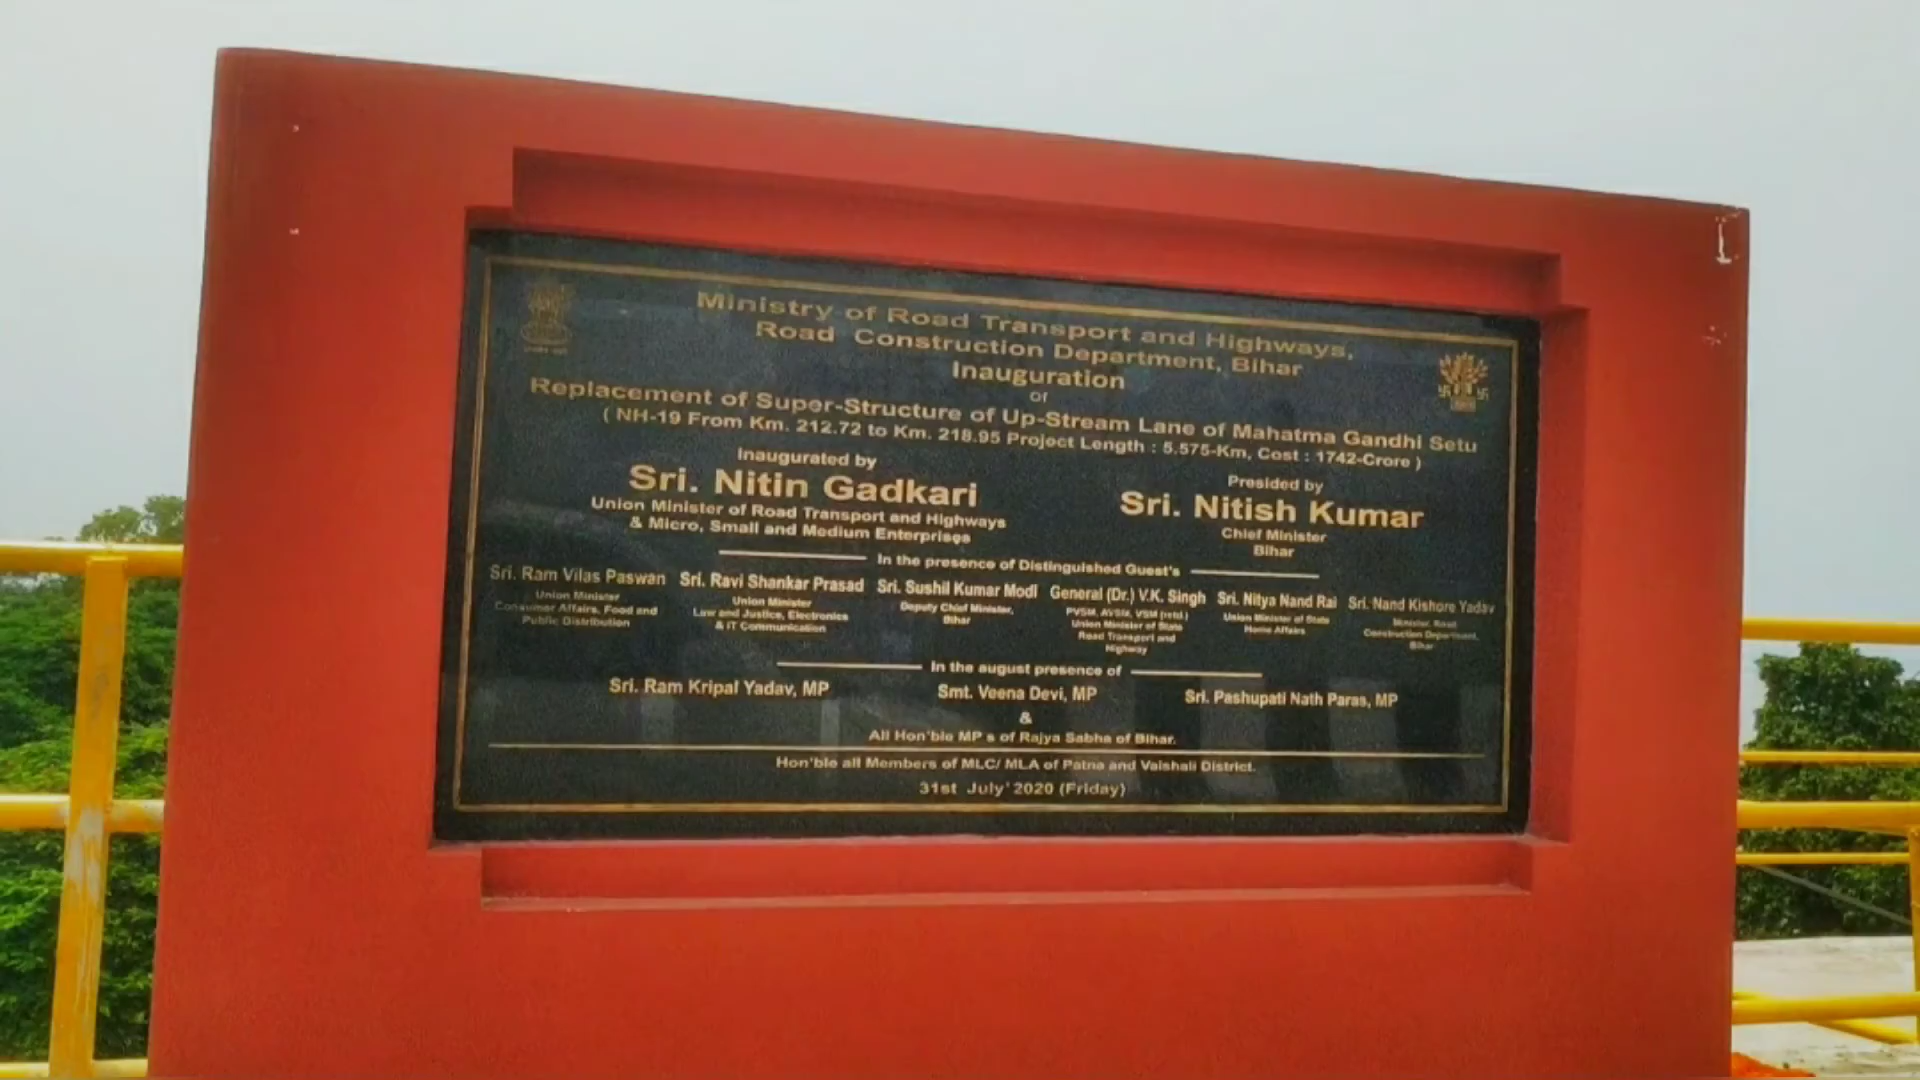 Ministry of Road Transport and Highways,
Road Construction Department, Bihar
Inauguration
Of
Replacement of Super-Structure of Up-Stream Lane of Mahatma Gandhi Setu
( NH-19 From Km. 212.72 to Km. 218.95 Project Length : 5.575-Km, Cost : 1742-Crore )
Inaugurated by
Sri. Nitin Gadkari
Union Minister of Road Transport and Highways
& Micro, Small and Medium Enterprises
Presided by
Sri. Nitish Kumar
Chief Minister
Bihar
In the presence of Distinguished Guest's
Sri. Ram Vilas Paswan
Union Minister
Consumer Affairs, Food and
Public Distribution
Sri. Ravi Shankar Prasad
Union Minister
Law and Justice, Electronics
& IT Communication
Sri. Sushil Kumar Modi
Deputy Chief Minister,
Bihar
General (Dr.) V.K. Singh
PVSM, AVSM, VSM (retd.)
Union Minister of State
Road Transport and
Highway
Sri. Nitya Nand Rai
Union Minister of State
Home Affairs
Sri. Nand Kishore Yadav
Minister, Road
Construction Department,
Bihar
In the august presence of
Sri. Ram Kripal Yadav, MP
Smt. Veena Devi, MP
Sri. Pashupati Nath Paras, MP
&
All Hon'ble MP s of Rajya Sabha of Bihar.
Hon'ble all Members of MLC/ MLA of Patna and Vaishali District.
31st July' 2020 (Friday)